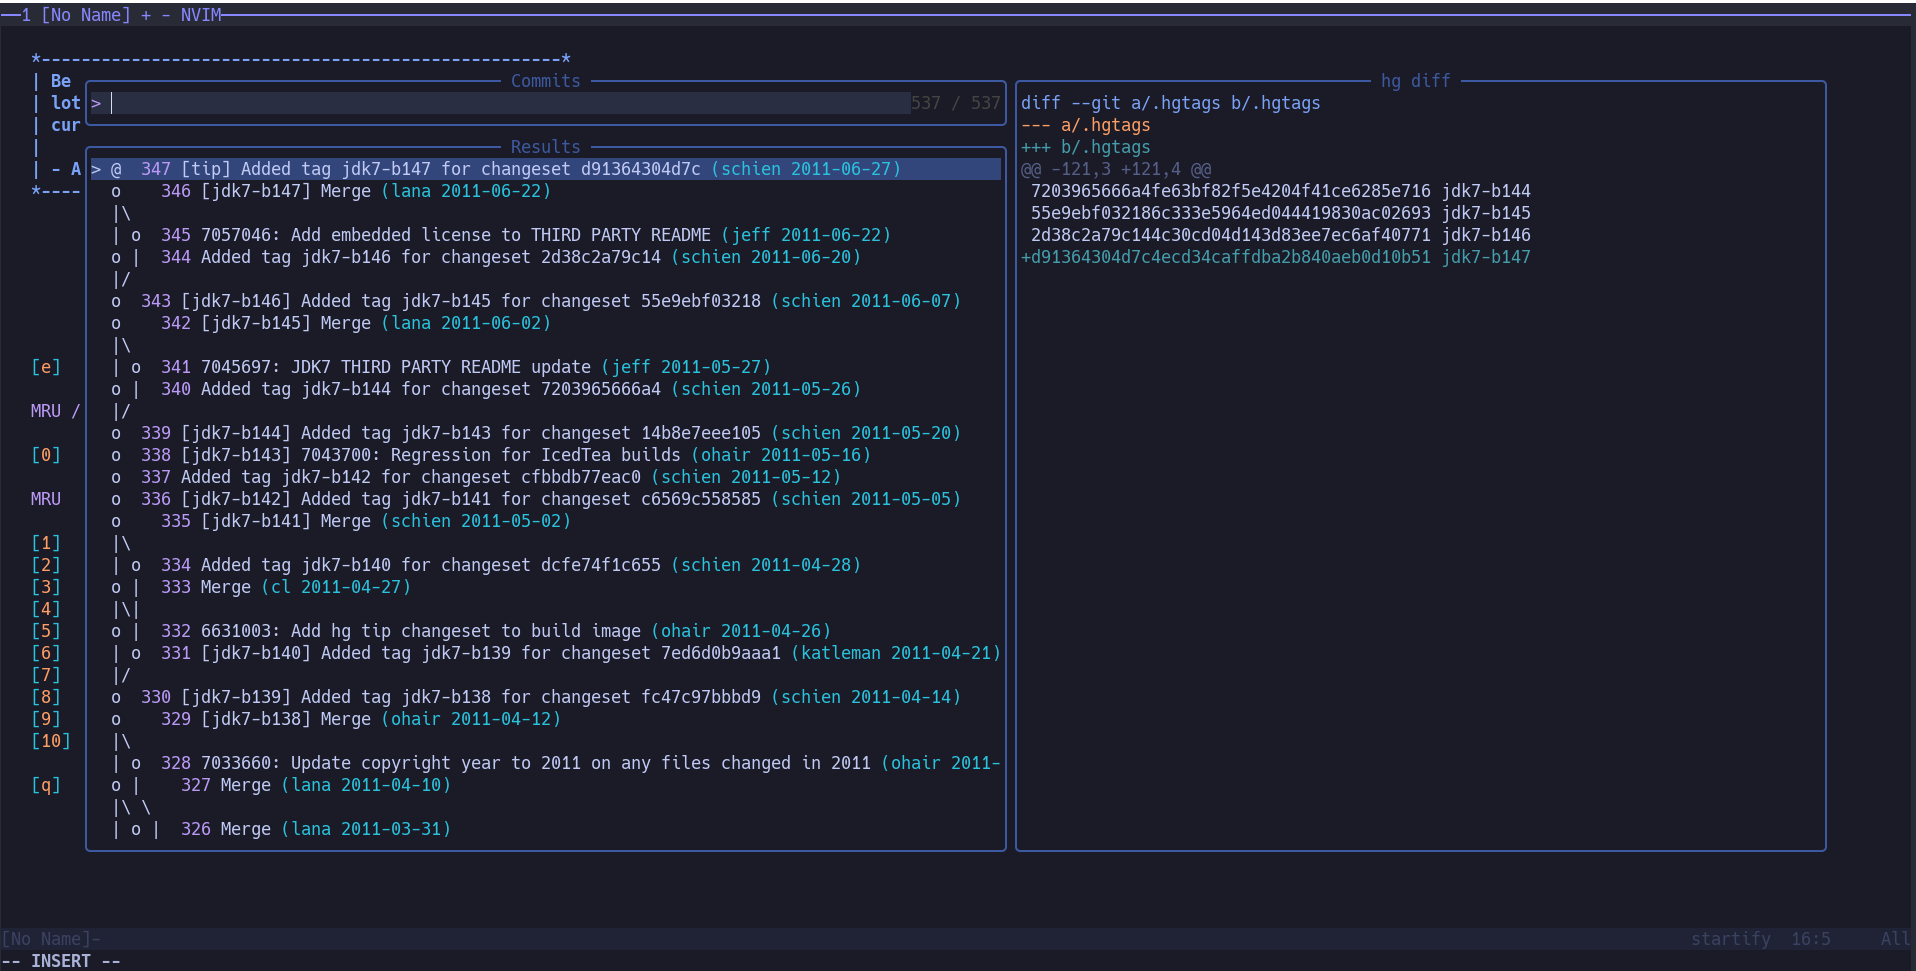 1 [No Name] + - NVIM
*----------------------------------------------------*
| Be
| lot
| cur
|
| - A
*----
[e]
MRU /
[0]
MRU
[1]
[2]
[3]
[4]
[5]
[6]
[7]
[8]
[9]
[10]
[q]
Commits
> 537 / 537
Results
> @  347 [tip] Added tag jdk7-b147 for changeset d91364304d7c (schien 2011-06-27)
o    346 [jdk7-b147] Merge (lana 2011-06-22)
|\
| o  345 7057046: Add embedded license to THIRD PARTY README (jeff 2011-06-22)
o |  344 Added tag jdk7-b146 for changeset 2d38c2a79c14 (schien 2011-06-20)
|/
o  343 [jdk7-b146] Added tag jdk7-b145 for changeset 55e9ebf03218 (schien 2011-06-07)
o    342 [jdk7-b145] Merge (lana 2011-06-02)
|\
| o  341 7045697: JDK7 THIRD PARTY README update (jeff 2011-05-27)
o |  340 Added tag jdk7-b144 for changeset 7203965666a4 (schien 2011-05-26)
|/
o  339 [jdk7-b144] Added tag jdk7-b143 for changeset 14b8e7eee105 (schien 2011-05-20)
o  338 [jdk7-b143] 7043700: Regression for IcedTea builds (ohair 2011-05-16)
o  337 Added tag jdk7-b142 for changeset cfbbdb77eac0 (schien 2011-05-12)
o  336 [jdk7-b142] Added tag jdk7-b141 for changeset c6569c558585 (schien 2011-05-05)
o    335 [jdk7-b141] Merge (schien 2011-05-02)
|\
| o  334 Added tag jdk7-b140 for changeset dcfe74f1c655 (schien 2011-04-28)
o |  333 Merge (cl 2011-04-27)
|\|
o |  332 6631003: Add hg tip changeset to build image (ohair 2011-04-26)
| o  331 [jdk7-b140] Added tag jdk7-b139 for changeset 7ed6d0b9aaa1 (katleman 2011-04-21)
|/
o  330 [jdk7-b139] Added tag jdk7-b138 for changeset fc47c97bbbd9 (schien 2011-04-14)
o    329 [jdk7-b138] Merge (ohair 2011-04-12)
|\
| o  328 7033660: Update copyright year to 2011 on any files changed in 2011 (ohair 2011-
o |    327 Merge (lana 2011-04-10)
|\ \
| o |  326 Merge (lana 2011-03-31)
hg diff
diff --git a/.hgtags b/.hgtags
--- a/.hgtags
+++ b/.hgtags
@@ -121,3 +121,4 @@
7203965666a4fe63bf82f5e4204f41ce6285e716 jdk7-b144
55e9ebf032186c333e5964ed044419830ac02693 jdk7-b145
2d38c2a79c144c30cd04d143d83ee7ec6af40771 jdk7-b146
+d91364304d7c4ecd34caffdba2b840aeb0d10b51 jdk7-b147
[No Name]-
startify  16:5     All
-- INSERT --